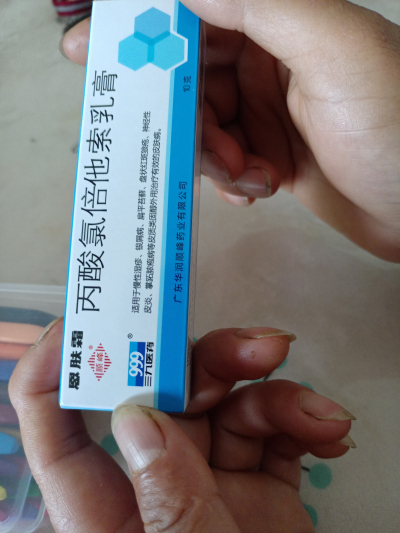 恩肤霜
顺峰®
999®
三九医药
丙酸氯倍他索乳膏
适用于慢性湿疹、银屑病、扁平苔藓、盘状红斑狼疮、神经性
皮炎、掌跖脓疱病等皮质类固醇外用治疗有效的皮肤病。
广东华润顺峰药业有限公司
10克